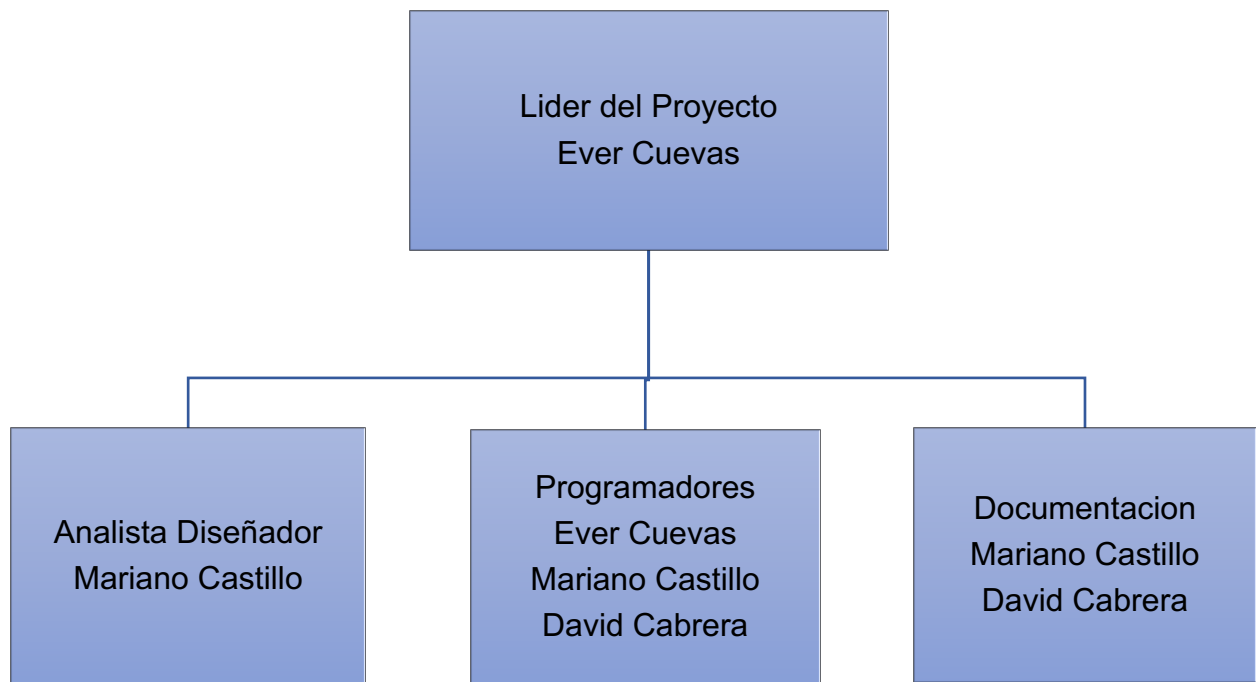 Lider del Proyecto
Ever Cuevas
Analista Diseñador
Mariano Castillo
Programadores
Ever Cuevas
Mariano Castillo
David Cabrera
Documentacion
Mariano Castillo
David Cabrera